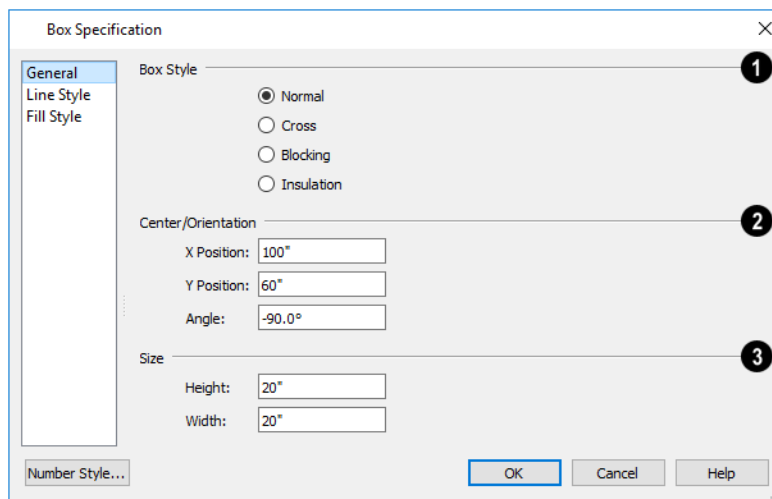 Box Specification
General
Line Style
Fill Style
Box Style
1
Normal
Cross
Blocking
Insulation
Center/Orientation
2
X Position: 100"
Y Position: 60"
Angle: -90.0°
Size
3
Height: 20"
Width: 20"
Number Style...
OK
Cancel
Help